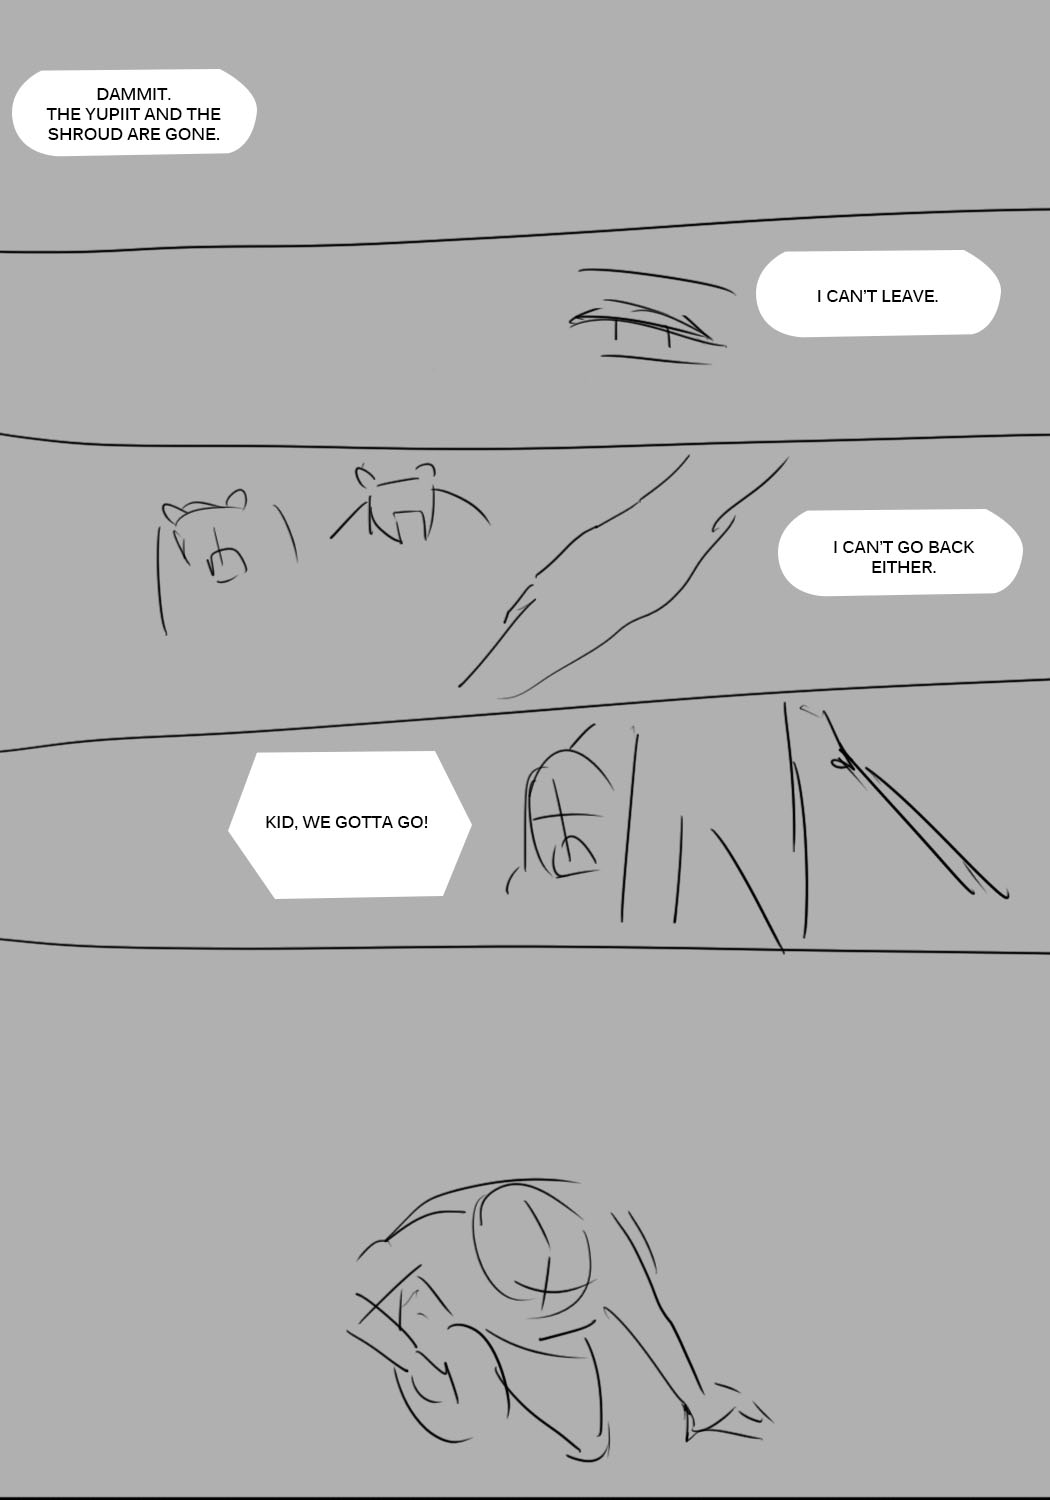 DAMMIT.
THE YUPIIT AND THE
SHROUD ARE GONE.
I CAN'T LEAVE.
I CAN'T GO BACK
EITHER.
KID, WE GOTTA GO!